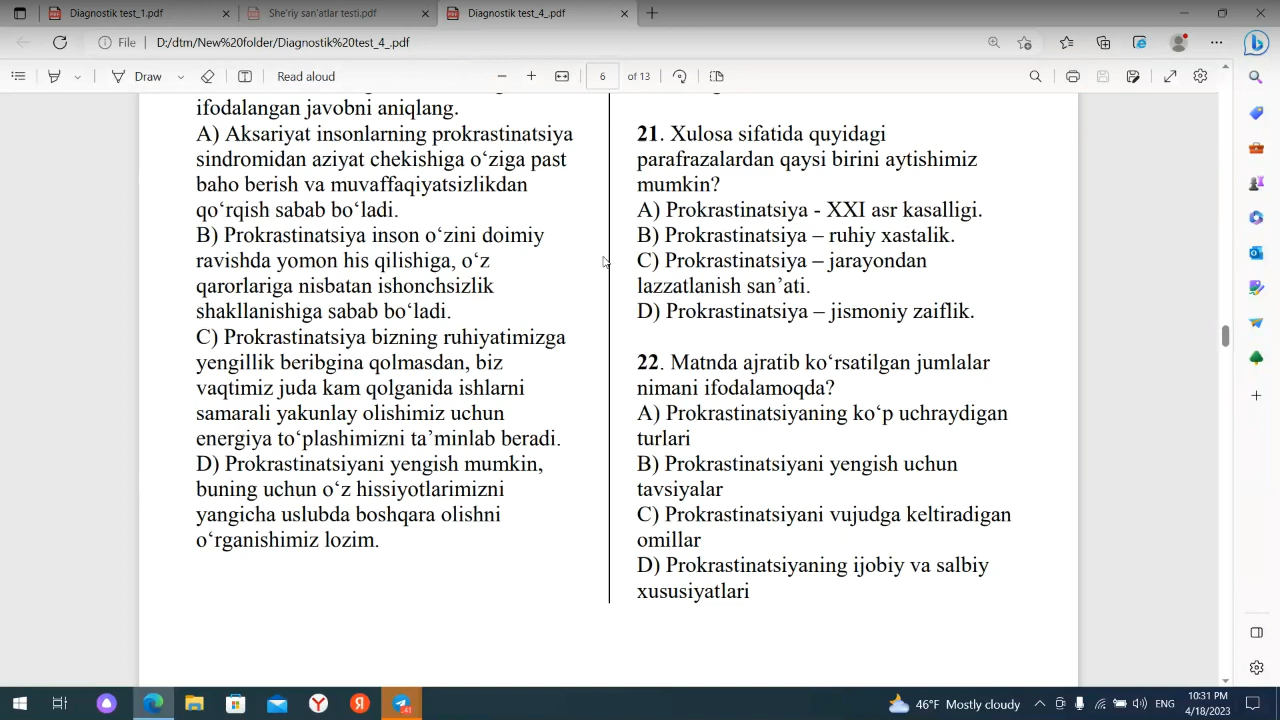 Diagnostik test_1.pdf
She'riy san'atlar testi.pdf
Diagnostik test_4_.pdf
File
D:/dtm/New%20folder/Diagnostik%20test_4_.pdf
Draw
Read aloud
6
of 13
ifodalangan javobni aniqlang.
A) Aksariyat insonlarning prokrastinatsiya
sindromidan aziyat chekishiga o‘ziga past
baho berish va muvaffaqiyatsizlikdan
qo‘rqish sabab bo‘ladi.
B) Prokrastinatsiya inson o‘zini doimiy
ravishda yomon his qilishiga, o‘z
qarorlariga nisbatan ishonchsizlik
shakllanishiga sabab bo‘ladi.
C) Prokrastinatsiya bizning ruhiyatimizga
yengillik beribgina qolmasdan, biz
vaqtimiz juda kam qolganida ishlarni
samarali yakunlay olishimiz uchun
energiya to‘plashimizni ta’minlab beradi.
D) Prokrastinatsiyani yengish mumkin,
buning uchun o‘z hissiyotlarimizni
yangicha uslubda boshqara olishni
o‘rganishimiz lozim.
21. Xulosa sifatida quyidagi
parafrazalardan qaysi birini aytishimiz
mumkin?
A) Prokrastinatsiya - XXI asr kasalligi.
B) Prokrastinatsiya – ruhiy xastalik.
C) Prokrastinatsiya – jarayondan
lazzatlanish san’ati.
D) Prokrastinatsiya – jismoniy zaiflik.
22. Matnda ajratib ko‘rsatilgan jumlalar
nimani ifodalamoqda?
A) Prokrastinatsiyaning ko‘p uchraydigan
turlari
B) Prokrastinatsiyani yengish uchun
tavsiyalar
C) Prokrastinatsiyani vujudga keltiradigan
omillar
D) Prokrastinatsiyaning ijobiy va salbiy
xususiyatlari
46°F Mostly cloudy
ENG
10:31 PM
4/18/2023